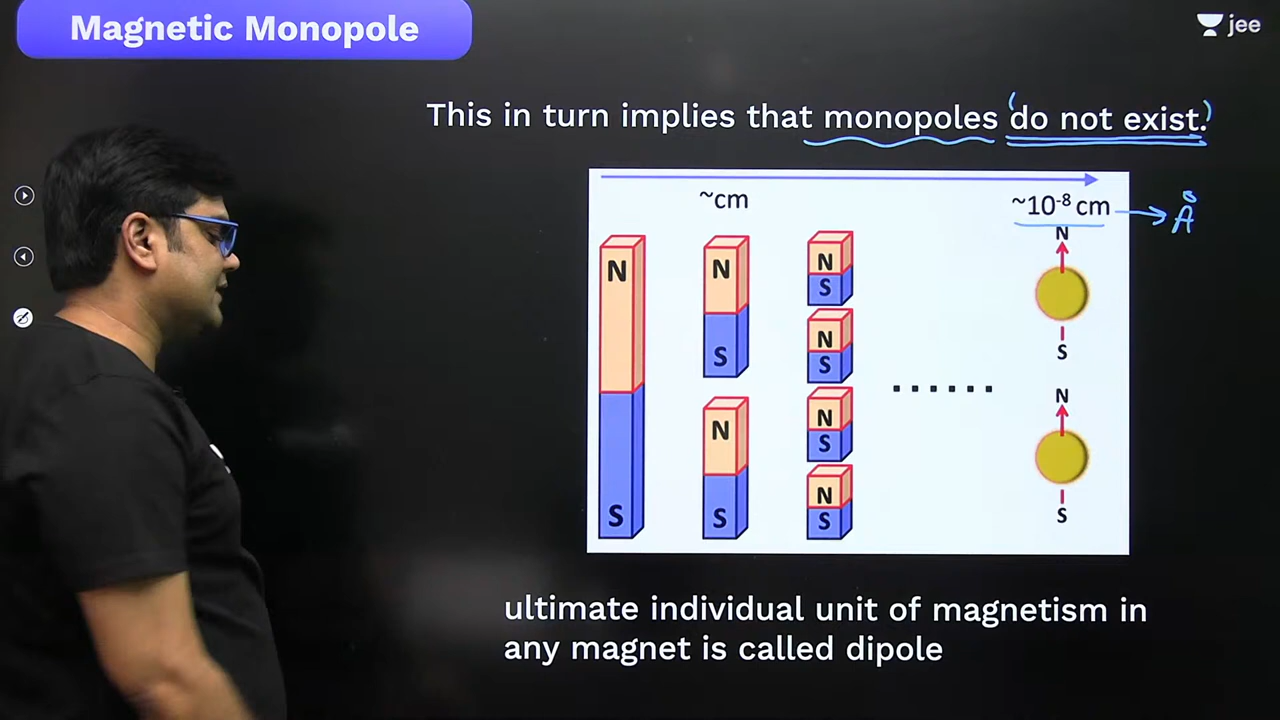 Magnetic Monopole
jee
This in turn implies that monopoles (do not exist.)
~cm
~10⁻⁸ cm → Å
N
S
N
S
N
S
N
S
N
S
N
S
N
S
......
N
S
N
S
ultimate individual unit of magnetism in
any magnet is called dipole